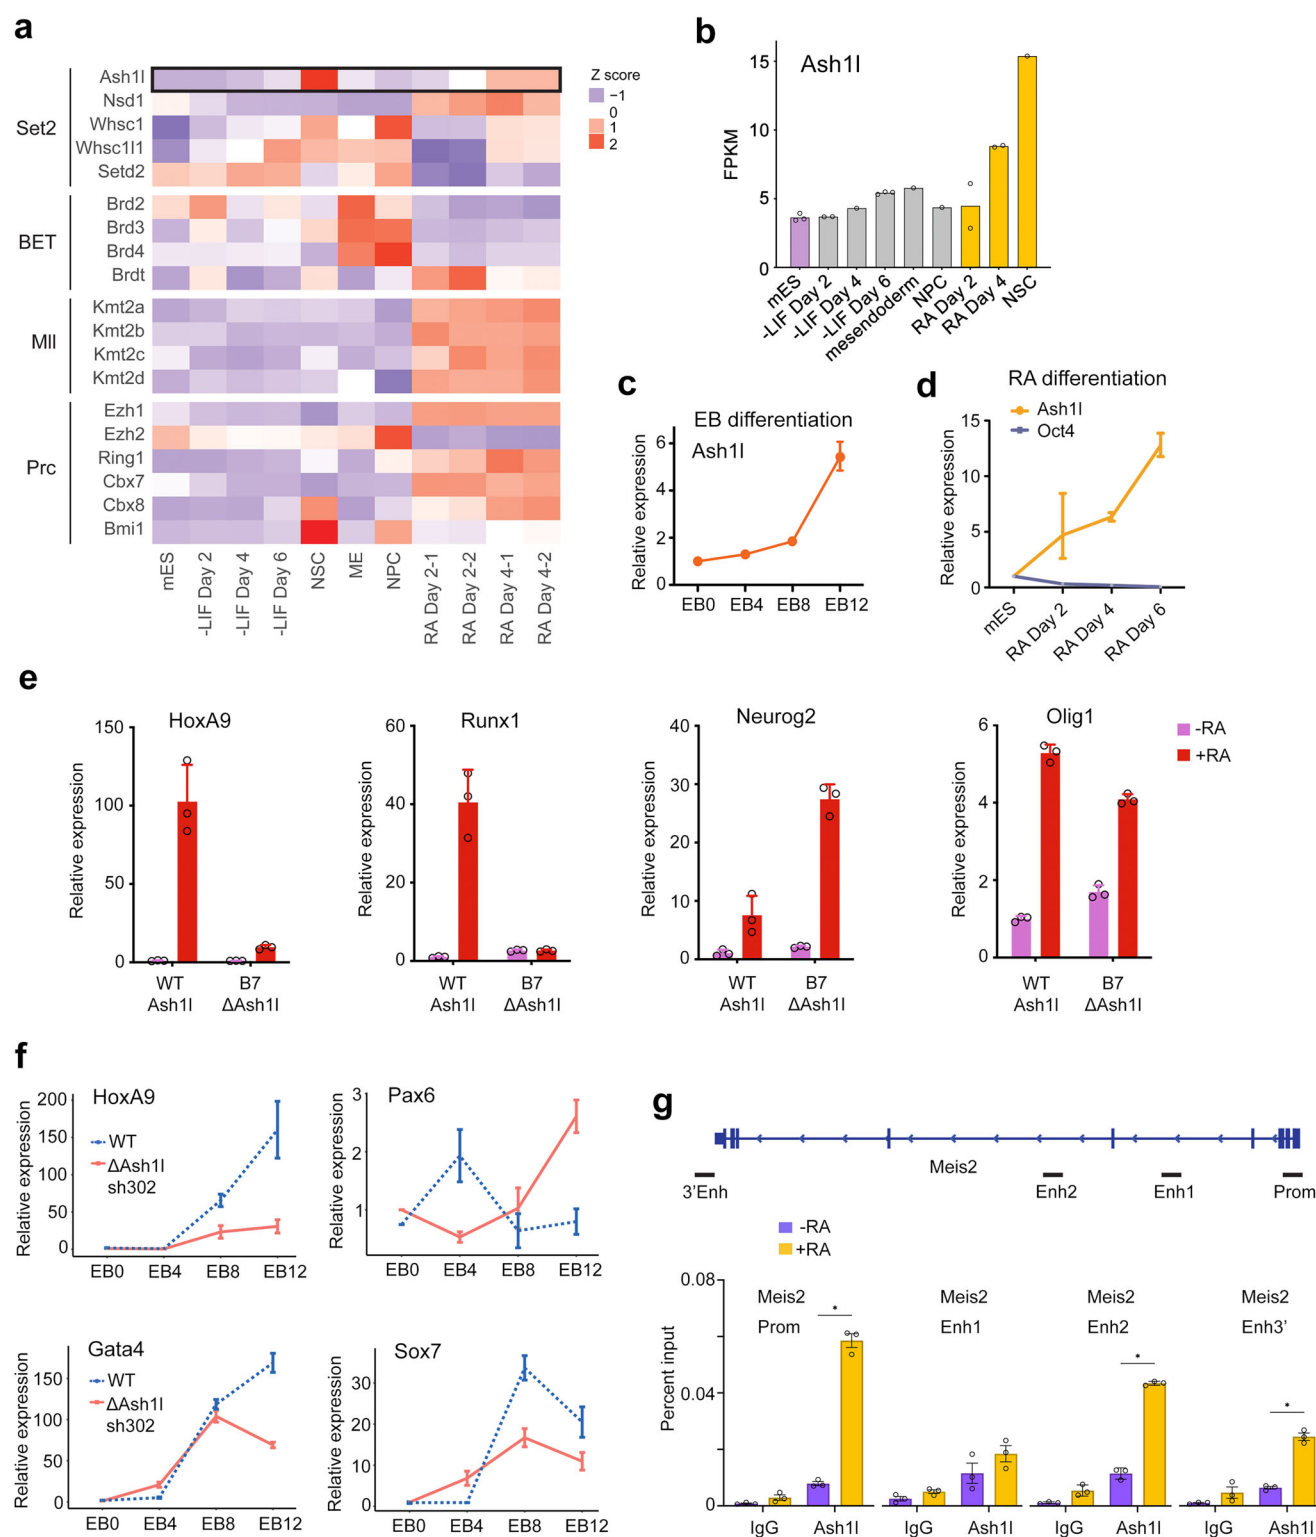 a
Set2
Ash1l
Nsd1
Whsc1
Whsc1l1
Setd2
BET
Brd2
Brd3
Brd4
Brdt
Mll
Kmt2a
Kmt2b
Kmt2c
Kmt2d
Prc
Ezh1
Ezh2
Ring1
Cbx7
Cbx8
Bmi1
mES
-LIF Day 2
-LIF Day 4
-LIF Day 6
NSC
ME
NPC
RA Day 2-1
RA Day 2-2
RA Day 4-1
RA Day 4-2
Z score
−1
0
1
2
b
Ash1l
FPKM
15
10
5
0
mES
-LIF Day 2
-LIF Day 4
-LIF Day 6
mesendoderm
NPC
RA Day 2
RA Day 4
NSC
c
EB differentiation
Ash1l
Relative expression
6
4
2
0
EB0 EB4 EB8 EB12
d
RA differentiation
Ash1l
Oct4
Relative expression
15
10
5
0
mES
RA Day 2
RA Day 4
RA Day 6
e
HoxA9
Relative expression
150
100
50
0
WT B7
Ash1l ΔAsh1l
Runx1
Relative expression
60
40
20
0
WT B7
Ash1l ΔAsh1l
Neurog2
Relative expression
40
30
20
10
0
WT B7
Ash1l ΔAsh1l
Olig1
Relative expression
6
4
2
0
WT B7
Ash1l ΔAsh1l
-RA
+RA
f
HoxA9
WT
ΔAsh1l
sh302
Relative expression
200
150
100
50
0
EB0 EB4 EB8 EB12
Pax6
Relative expression
3
2
1
EB0 EB4 EB8 EB12
Gata4
WT
ΔAsh1l
sh302
Relative expression
150
100
50
0
EB0 EB4 EB8 EB12
Sox7
Relative expression
30
20
10
0
EB0 EB4 EB8 EB12
g
Meis2
3'Enh Enh2 Enh1 Prom
-RA
+RA
Percent input
0.08
0.04
0
Meis2
Prom
*
IgG Ash1l
Meis2
Enh1
IgG Ash1l
Meis2
Enh2
*
IgG Ash1l
Meis2
Enh3'
*
IgG Ash1l